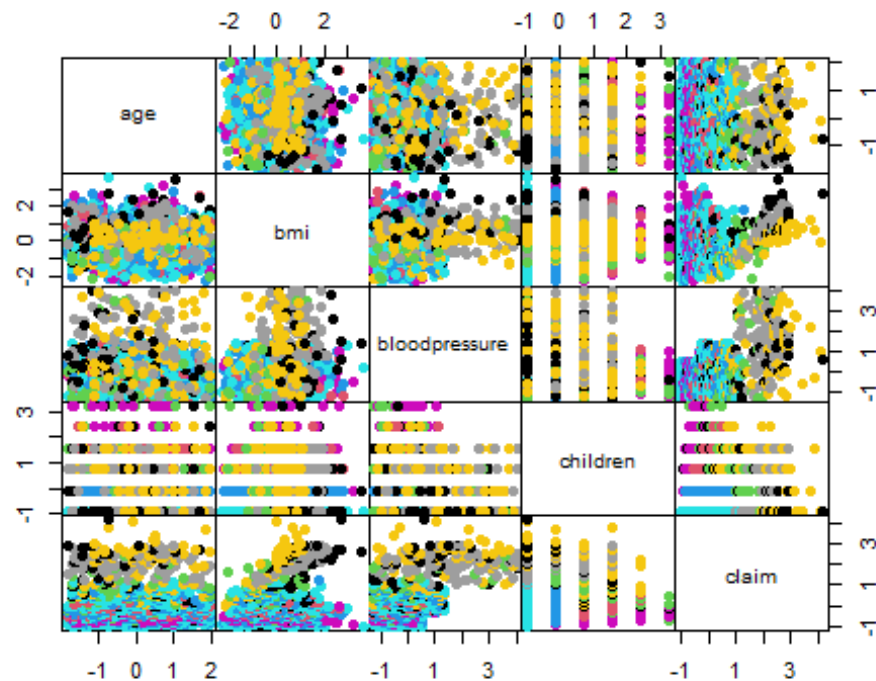 -2 0 2 -1 0 1 2 3
age -1 1
2 0 -2 bmi
bloodpressure -1 1 3
3 1 -1 children
claim -1 1 3
-1 0 1 2 -1 1 3 -1 1 3